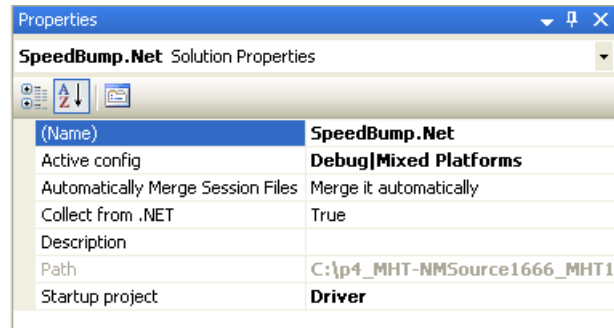 Properties
SpeedBump.Net Solution Properties
(Name) SpeedBump.Net
Active config Debug|Mixed Platforms
Automatically Merge Session Files Merge it automatically
Collect from .NET True
Description
Path C:\p4_MHT-NMSource1666_MHT1
Startup project Driver